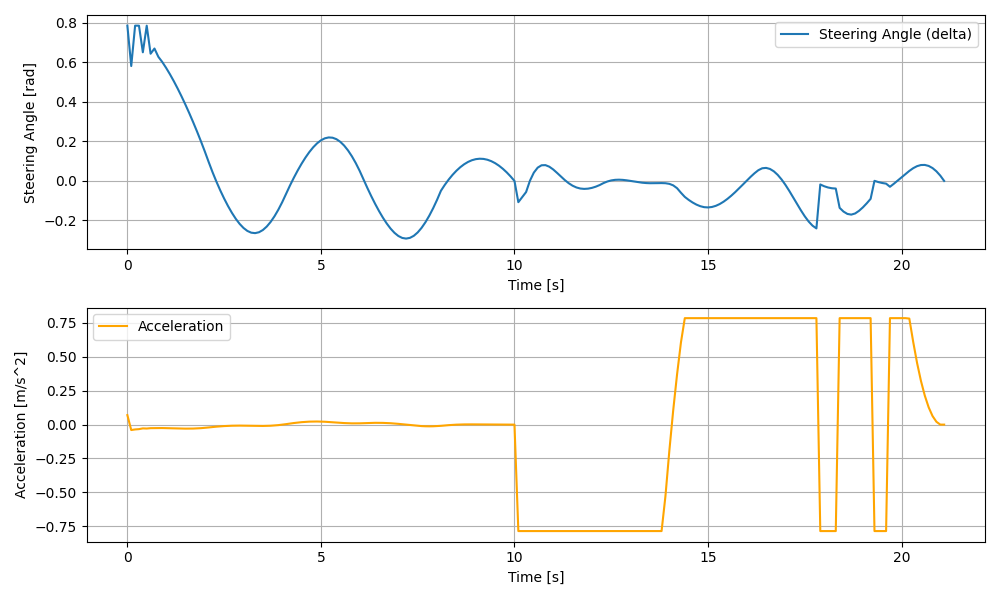 Steering Angle [rad]
0.8
0.6
0.4
0.2
0.0
−0.2
Steering Angle (delta)
0 5 10 15 20
Time [s]
Acceleration [m/s^2]
0.75
0.50
0.25
0.00
−0.25
−0.50
−0.75
Acceleration
0 5 10 15 20
Time [s]